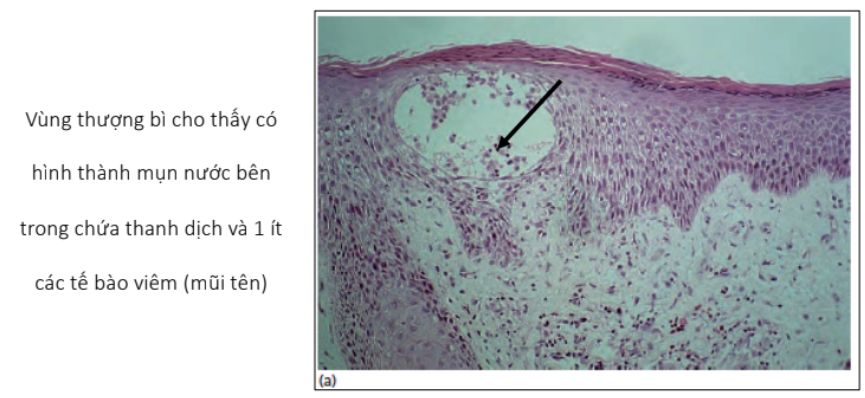 Vùng thượng bì cho thấy có
hình thành mụn nước bên
trong chứa thanh dịch và 1 ít
các tế bào viêm (mũi tên)
(a)